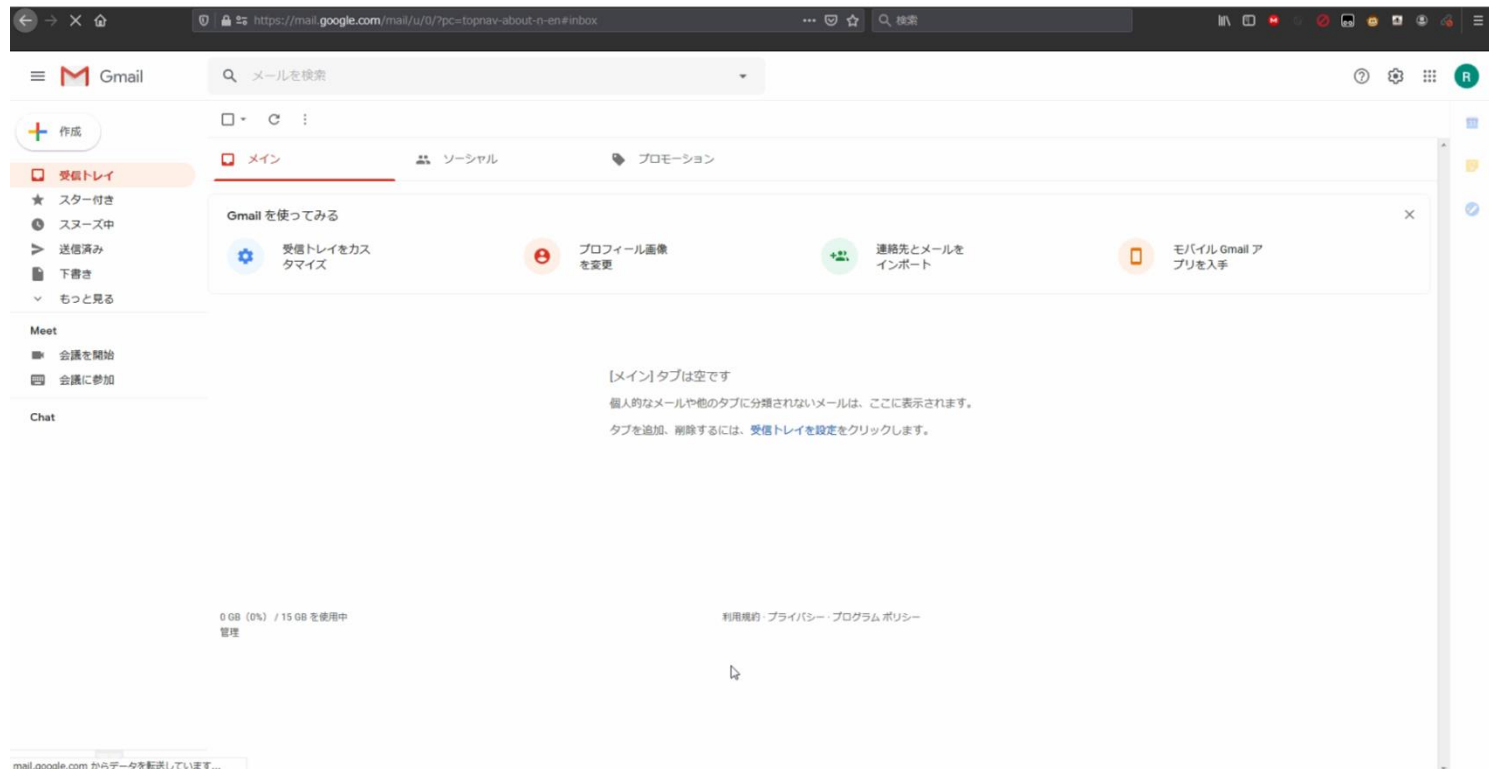 https://mail.google.com/mail/u/0/?pc=topnav-about-n-en#inbox
検索
Gmail
メールを検索
R
作成
メイン
ソーシャル
プロモーション
受信トレイ
スター付き
スヌーズ中
送信済み
下書き
もっと見る
Gmail を使ってみる
受信トレイをカス
タマイズ
プロフィール画像
を変更
連絡先とメールを
インポート
モバイル Gmail ア
プリを入手
Meet
会議を開始
会議に参加
Chat
[メイン] タブは空です
個人的なメールや他のタブに分類されないメールは、ここに表示されます。
タブを追加、削除するには、受信トレイを設定をクリックします。
0 GB（0%）/ 15 GB を使用中
管理
利用規約 · プライバシー · プログラム ポリシー
mail.google.com からデータを転送しています...